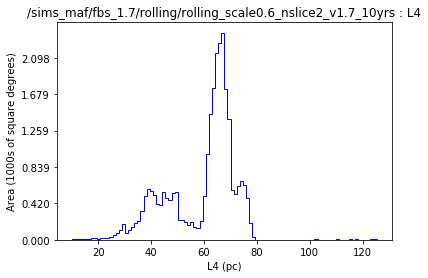 /sims_maf/fbs_1.7/rolling/rolling_scale0.6_nslice2_v1.7_10yrs : L4
Area (1000s of square degrees)
2.098
1.679
1.259
0.839
0.420
0.000
20 40 60 80 100 120
L4 (pc)